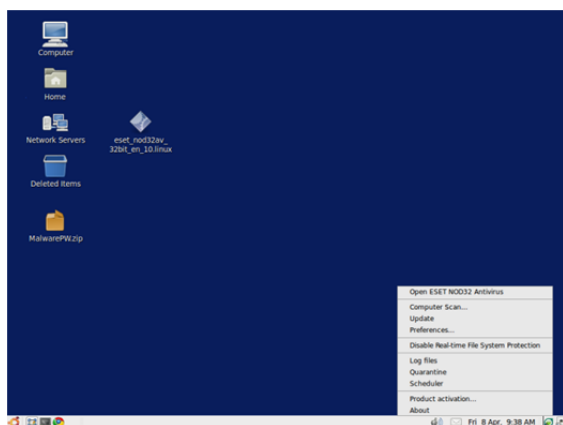 Computer
Home
Network Servers
eset_nod32av_
32bit_en_10.linux
Deleted Items
MalwarePW.zip
Open ESET NOD32 Antivirus
Computer Scan...
Update
Preferences...
Disable Real-time File System Protection
Log files
Quarantine
Scheduler
Product activation...
About
Fri 8 Apr, 9:38 AM